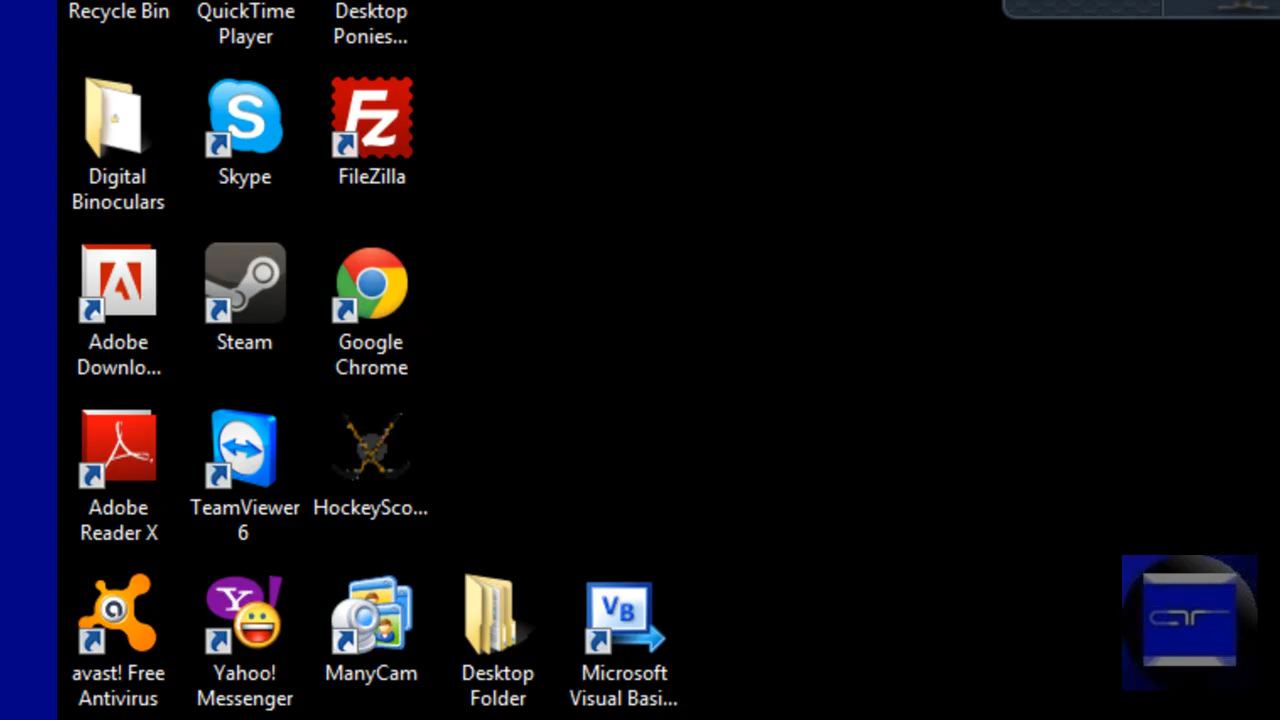 Recycle Bin
QuickTime
Player
Desktop
Ponies...
Digital
Binoculars
Skype
FileZilla
Adobe
Downlo...
Steam
Google
Chrome
Adobe
Reader X
TeamViewer
6
HockeySco...
avast! Free
Antivirus
Yahoo!
Messenger
ManyCam
Desktop
Folder
Microsoft
Visual Basi...